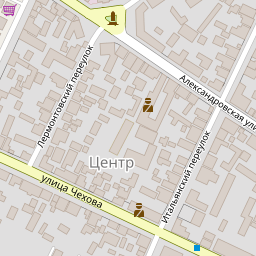 Лермонтовский переулок
Александровская ули
Центр
Итальянский переулок
улица Чехова